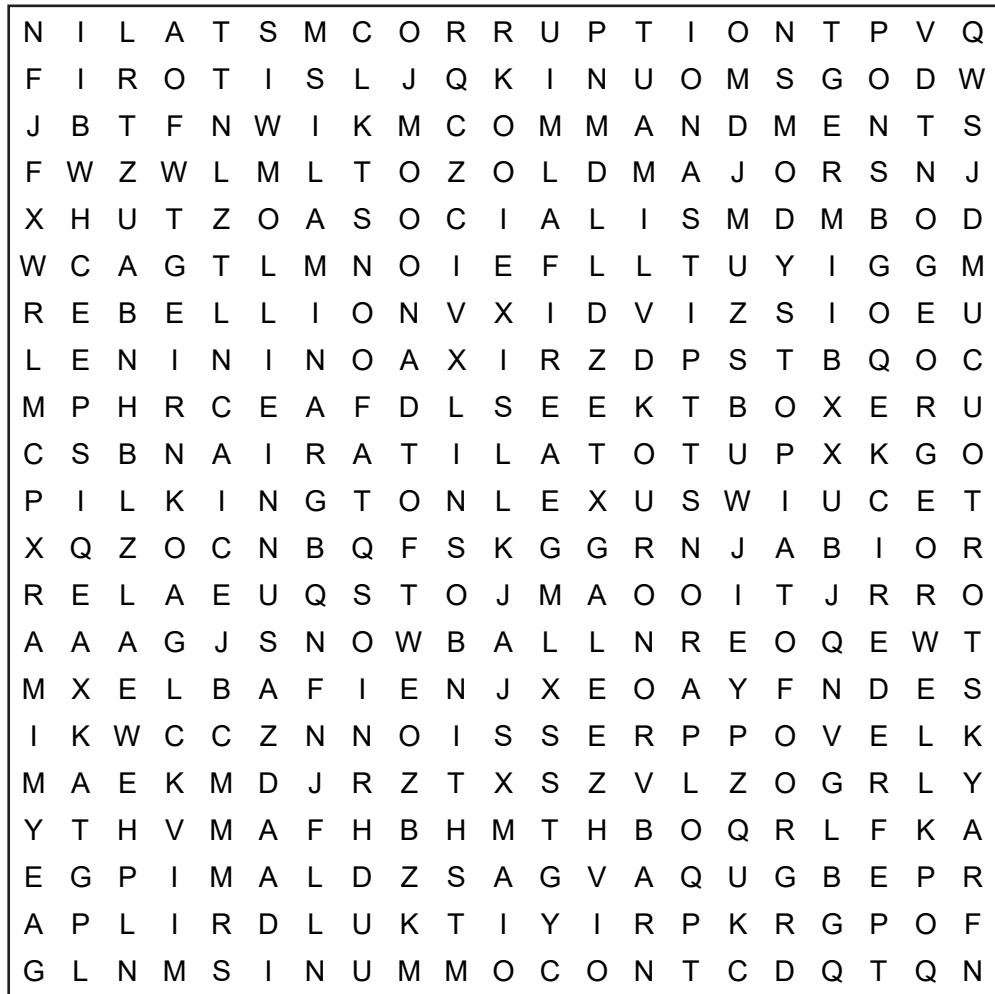 N I L A T S M C O R R U P T I O N T P V Q
F I R O T I S L J Q K I N U O M S G O D W
J B T F N W I K M C O M M A N D M E N T S
F W Z W L M L T O Z O L D M A J O R S N J
X H U T Z O A S O C I A L I S M D M B O D
W C A G T L M N O I E F L L T U Y I G G M
R E B E L L I O N V X I D V I Z S I O E U
L E N I N I N O A X I R Z D P S T B Q O C
M P H R C E A F D L S E E K T B O X E R U
C S B N A I R A T I L A T O T U P X K G O
P I L K I N G T O N L E X U S W I U C E T
X Q Z O C N B Q F S K G G R N J A B I O R
R E L A E U Q S T O J M A O O I T J R R O
A A A G J S N O W B A L L N R E O Q E W T
M X E L B A F I E N J X E O A Y F N D E S
I K W C C Z N N O I S S E R P P O V E L K
M A E K M D J R Z T X S Z V L Z O G R L Y
Y T H V M A F H B H M T H B O Q R L F K A
E G P I M A L D Z S A G V A Q U G B E P R
A P L I R D L U K T I Y I R P K R G P O F
G L N M S I N U M M O C O N T C D Q T Q N